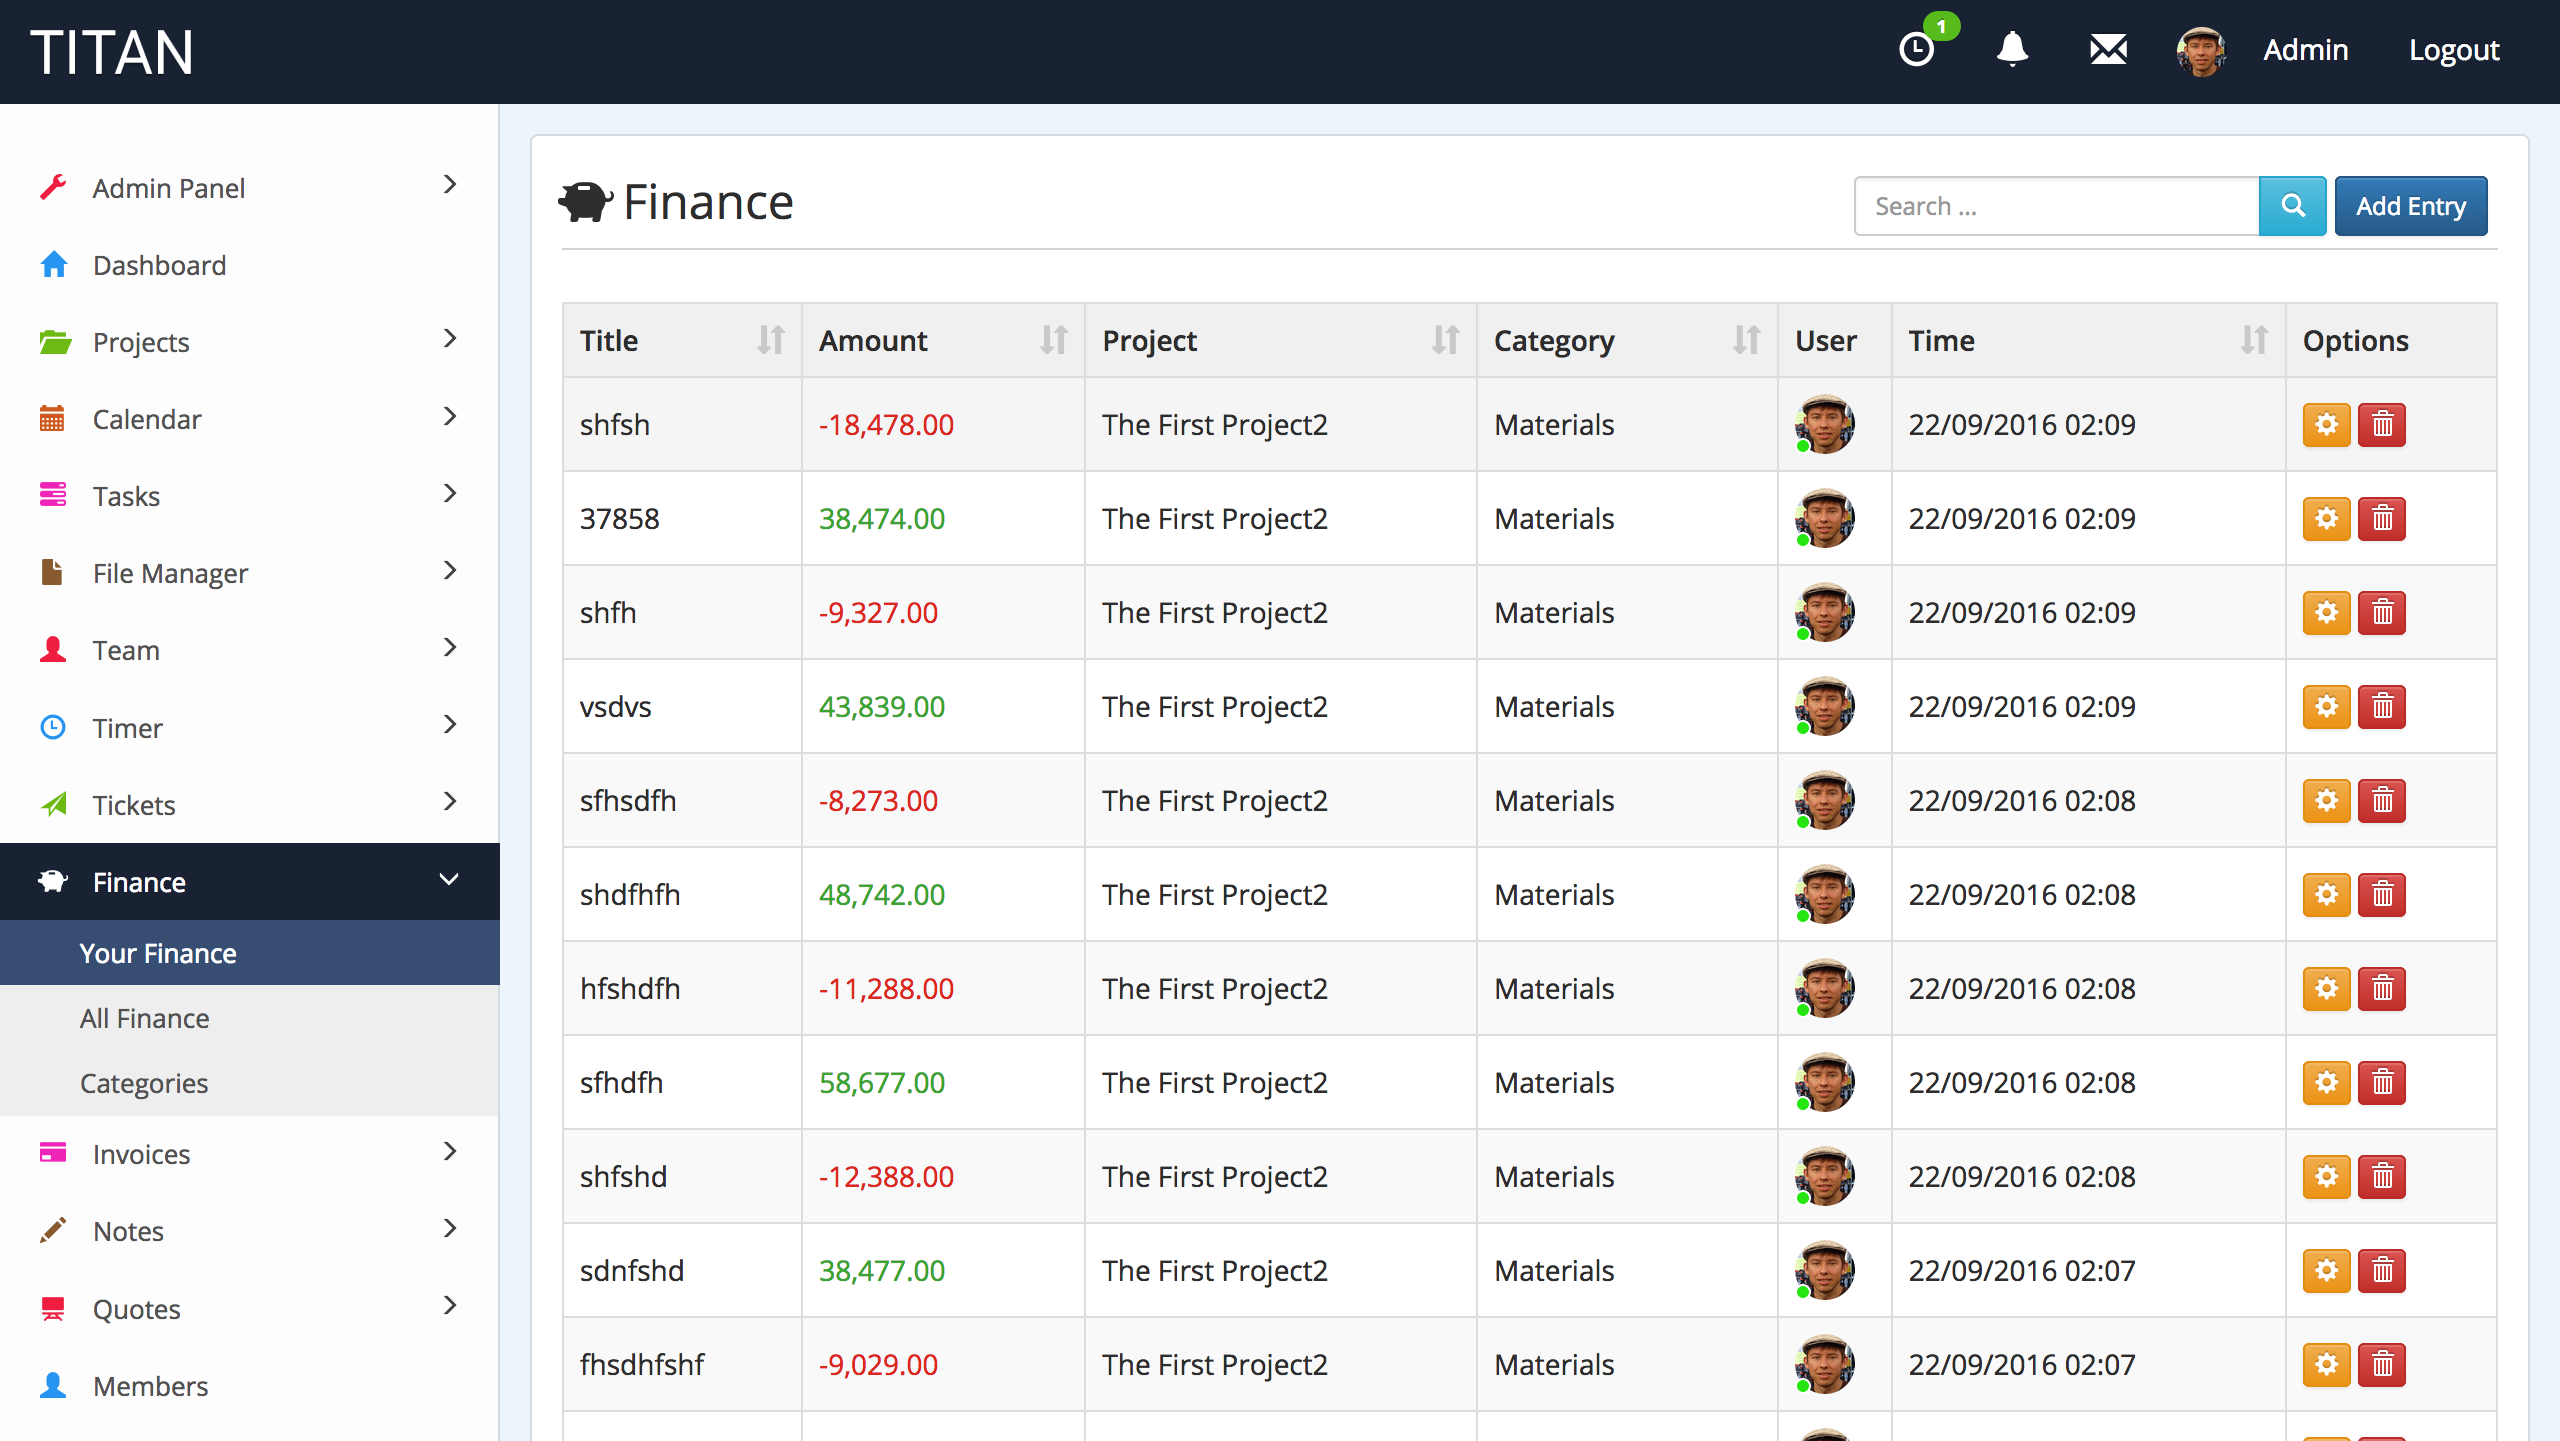 TITAN
1
Admin Logout
Admin Panel
Dashboard
Projects
Calendar
Tasks
File Manager
Team
Timer
Tickets
Finance
Your Finance
All Finance
Categories
Invoices
Notes
Quotes
Members
Finance
Search ... Add Entry
Title Amount Project Category User Time Options
shfsh -18,478.00 The First Project2 Materials 22/09/2016 02:09
37858 38,474.00 The First Project2 Materials 22/09/2016 02:09
shfh -9,327.00 The First Project2 Materials 22/09/2016 02:09
vsdvs 43,839.00 The First Project2 Materials 22/09/2016 02:09
sfhsdfh -8,273.00 The First Project2 Materials 22/09/2016 02:08
shdfhfh 48,742.00 The First Project2 Materials 22/09/2016 02:08
hfshdfh -11,288.00 The First Project2 Materials 22/09/2016 02:08
sfhdfh 58,677.00 The First Project2 Materials 22/09/2016 02:08
shfshd -12,388.00 The First Project2 Materials 22/09/2016 02:08
sdnfshd 38,477.00 The First Project2 Materials 22/09/2016 02:07
fhsdhfshf -9,029.00 The First Project2 Materials 22/09/2016 02:07